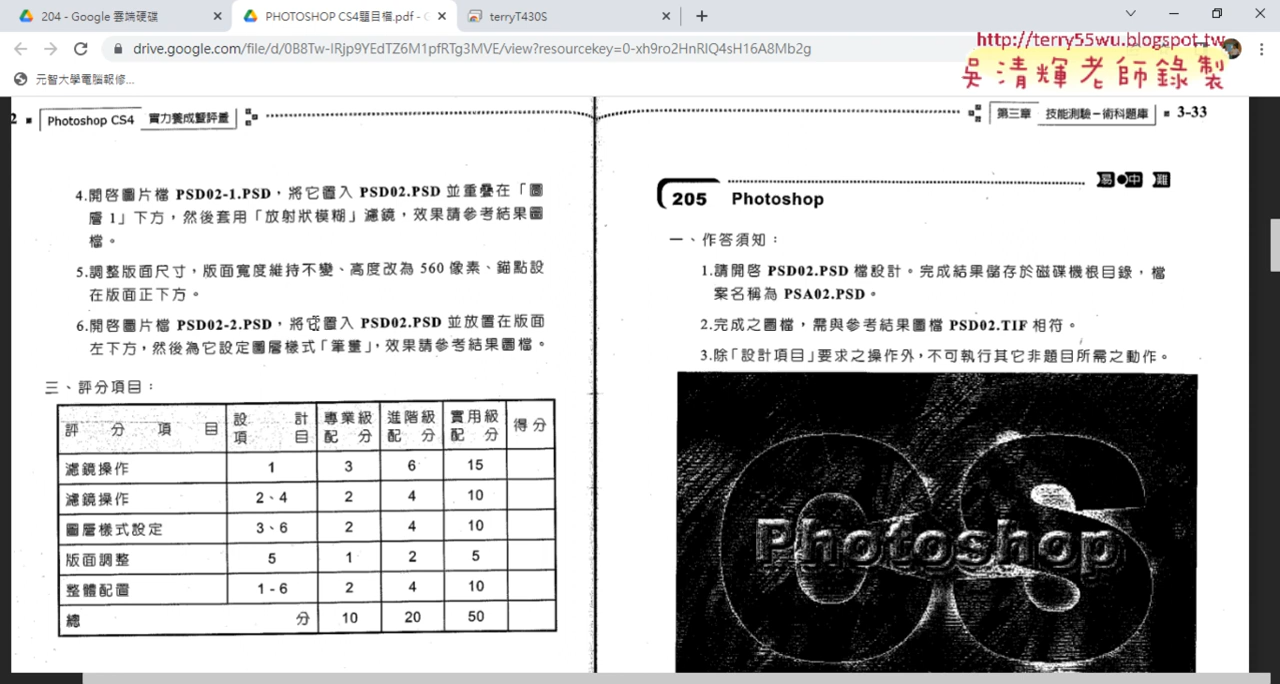 204 - Google 雲端硬碟
PHOTOSHOP CS4題目檔.pdf - G
terryT430S
drive.google.com/file/d/0B8Tw-IRjp9YEdTZ6M1pfRTg3MVE/view?resourcekey=0-xh9ro2HnRIQ4sH16A8Mb2g
http://terry55wu.blogspot.tw
吳清輝老師錄製
元智大學電腦報修...
2 Photoshop CS4 實力養成暨評量
4.開啓圖片檔 PSD02-1.PSD，將它置入 PSD02.PSD 並重疊在「圖
層 1」下方，然後套用「放射狀模糊」濾鏡，效果請參考結果圖
檔。
5.調整版面尺寸，版面寬度維持不變、高度改為 560 像素、錨點設
在版面正下方。
6.開啓圖片檔 PSD02-2.PSD，將它置入 PSD02.PSD 並放置在版面
左下方，然後為它設定圖層樣式「筆畫」，效果請參考結果圖檔。
三、評分項目：
評分項目 設計項目 專業級配分 進階級配分 實用級配分 得分
濾鏡操作 1 3 6 15
濾鏡操作 2、4 2 4 10
圖層樣式設定 3、6 2 4 10
版面調整 5 1 2 5
整體配置 1-6 2 4 10
總分 10 20 50
第三章 技能測驗－術科題庫 3-33
易 中 難
205 Photoshop
一、作答須知：
1.請開啓 PSD02.PSD 檔設計。完成結果儲存於磁碟機根目錄，檔
案名稱為 PSA02.PSD。
2.完成之圖檔，需與參考結果圖檔 PSD02.TIF 相符。
3.除「設計項目」要求之操作外，不可執行其它非題目所需之動作。
CS
Photoshop